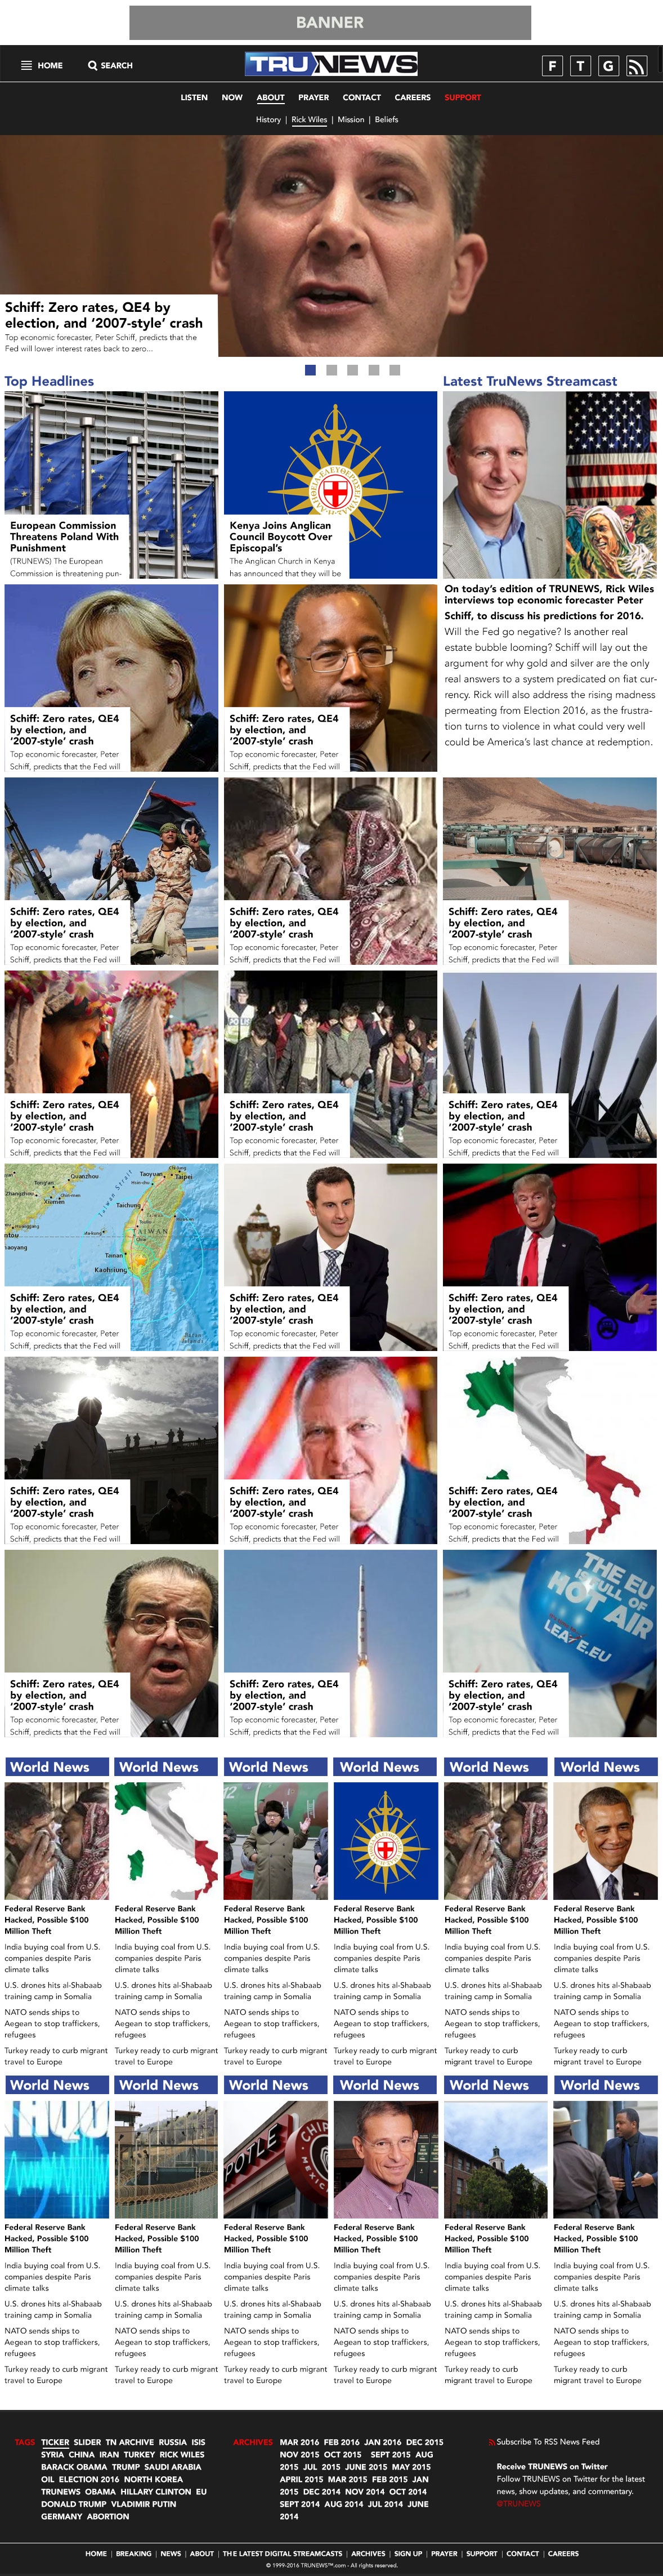 BANNER
HOME
SEARCH
TRUNEWS
F T G
LISTEN NOW ABOUT PRAYER CONTACT CAREERS SUPPORT
History | Rick Wiles | Mission | Beliefs
Schiff: Zero rates, QE4 by
election, and ‘2007-style’ crash
Top economic forecaster, Peter Schiff, predicts that the
Fed will lower interest rates back to zero...
Top Headlines
Latest TruNews Streamcast
European Commission
Threatens Poland With
Punishment
(TRUNEWS) The European
Commission is threatening pun-
Kenya Joins Anglican
Council Boycott Over
Episcopal’s
The Anglican Church in Kenya
has announced that they will be
On today’s edition of TRUNEWS, Rick Wiles
interviews top economic forecaster Peter
Schiff, to discuss his predictions for 2016.
Will the Fed go negative? Is another real
estate bubble looming? Schiff will lay out the
argument for why gold and silver are the only
real answers to a system predicated on fiat cur-
rency. Rick will also address the rising madness
permeating from Election 2016, as the frustra-
tion turns to violence in what could very well
could be America’s last chance at redemption.
Schiff: Zero rates, QE4
by election, and
‘2007-style’ crash
Top economic forecaster, Peter
Schiff, predicts that the Fed will
Schiff: Zero rates, QE4
by election, and
‘2007-style’ crash
Top economic forecaster, Peter
Schiff, predicts that the Fed will
Schiff: Zero rates, QE4
by election, and
‘2007-style’ crash
Top economic forecaster, Peter
Schiff, predicts that the Fed will
Schiff: Zero rates, QE4
by election, and
‘2007-style’ crash
Top economic forecaster, Peter
Schiff, predicts that the Fed will
Schiff: Zero rates, QE4
by election, and
‘2007-style’ crash
Top economic forecaster, Peter
Schiff, predicts that the Fed will
Schiff: Zero rates, QE4
by election, and
‘2007-style’ crash
Top economic forecaster, Peter
Schiff, predicts that the Fed will
Schiff: Zero rates, QE4
by election, and
‘2007-style’ crash
Top economic forecaster, Peter
Schiff, predicts that the Fed will
Schiff: Zero rates, QE4
by election, and
‘2007-style’ crash
Top economic forecaster, Peter
Schiff, predicts that the Fed will
Quanzhou
Xiamen
Taoyuan
Taipei
Taichung
TAIWAN
Tainan
Kaohsiung
Schiff: Zero rates, QE4
by election, and
‘2007-style’ crash
Top economic forecaster, Peter
Schiff, predicts that the Fed will
Schiff: Zero rates, QE4
by election, and
‘2007-style’ crash
Top economic forecaster, Peter
Schiff, predicts that the Fed will
Schiff: Zero rates, QE4
by election, and
‘2007-style’ crash
Top economic forecaster, Peter
Schiff, predicts that the Fed will
Schiff: Zero rates, QE4
by election, and
‘2007-style’ crash
Top economic forecaster, Peter
Schiff, predicts that the Fed will
Schiff: Zero rates, QE4
by election, and
‘2007-style’ crash
Top economic forecaster, Peter
Schiff, predicts that the Fed will
Schiff: Zero rates, QE4
by election, and
‘2007-style’ crash
Top economic forecaster, Peter
Schiff, predicts that the Fed will
THE EU
IS FULL OF
HOT AIR
LEAVE.EU
Schiff: Zero rates, QE4
by election, and
‘2007-style’ crash
Top economic forecaster, Peter
Schiff, predicts that the Fed will
Schiff: Zero rates, QE4
by election, and
‘2007-style’ crash
Top economic forecaster, Peter
Schiff, predicts that the Fed will
Schiff: Zero rates, QE4
by election, and
‘2007-style’ crash
Top economic forecaster, Peter
Schiff, predicts that the Fed will
World News World News World News World News World News World News
12
Federal Reserve Bank
Hacked, Possible $100
Million Theft
India buying coal from U.S.
companies despite Paris
climate talks
U.S. drones hits al-Shabaab
training camp in Somalia
NATO sends ships to
Aegean to stop traffickers,
refugees
Turkey ready to curb migrant
travel to Europe
Federal Reserve Bank
Hacked, Possible $100
Million Theft
India buying coal from U.S.
companies despite Paris
climate talks
U.S. drones hits al-Shabaab
training camp in Somalia
NATO sends ships to
Aegean to stop traffickers,
refugees
Turkey ready to curb migrant
travel to Europe
Federal Reserve Bank
Hacked, Possible $100
Million Theft
India buying coal from U.S.
companies despite Paris
climate talks
U.S. drones hits al-Shabaab
training camp in Somalia
NATO sends ships to
Aegean to stop traffickers,
refugees
Turkey ready to curb migrant
travel to Europe
Federal Reserve Bank
Hacked, Possible $100
Million Theft
India buying coal from U.S.
companies despite Paris
climate talks
U.S. drones hits al-Shabaab
training camp in Somalia
NATO sends ships to
Aegean to stop traffickers,
refugees
Turkey ready to curb migrant
travel to Europe
Federal Reserve Bank
Hacked, Possible $100
Million Theft
India buying coal from U.S.
companies despite Paris
climate talks
U.S. drones hits al-Shabaab
training camp in Somalia
NATO sends ships to
Aegean to stop traffickers,
refugees
Turkey ready to curb
migrant travel to Europe
Federal Reserve Bank
Hacked, Possible $100
Million Theft
India buying coal from U.S.
companies despite Paris
climate talks
U.S. drones hits al-Shabaab
training camp in Somalia
NATO sends ships to
Aegean to stop traffickers,
refugees
Turkey ready to curb
migrant travel to Europe
World News World News World News World News World News World News
POTLE
CHIP
MEXIC
Federal Reserve Bank
Hacked, Possible $100
Million Theft
India buying coal from U.S.
companies despite Paris
climate talks
U.S. drones hits al-Shabaab
training camp in Somalia
NATO sends ships to
Aegean to stop traffickers,
refugees
Turkey ready to curb migrant
travel to Europe
Federal Reserve Bank
Hacked, Possible $100
Million Theft
India buying coal from U.S.
companies despite Paris
climate talks
U.S. drones hits al-Shabaab
training camp in Somalia
NATO sends ships to
Aegean to stop traffickers,
refugees
Turkey ready to curb migrant
travel to Europe
Federal Reserve Bank
Hacked, Possible $100
Million Theft
India buying coal from U.S.
companies despite Paris
climate talks
U.S. drones hits al-Shabaab
training camp in Somalia
NATO sends ships to
Aegean to stop traffickers,
refugees
Turkey ready to curb migrant
travel to Europe
Federal Reserve Bank
Hacked, Possible $100
Million Theft
India buying coal from U.S.
companies despite Paris
climate talks
U.S. drones hits al-Shabaab
training camp in Somalia
NATO sends ships to
Aegean to stop traffickers,
refugees
Turkey ready to curb migrant
travel to Europe
Federal Reserve Bank
Hacked, Possible $100
Million Theft
India buying coal from U.S.
companies despite Paris
climate talks
U.S. drones hits al-Shabaab
training camp in Somalia
NATO sends ships to
Aegean to stop traffickers,
refugees
Turkey ready to curb
migrant travel to Europe
Federal Reserve Bank
Hacked, Possible $100
Million Theft
India buying coal from U.S.
companies despite Paris
climate talks
U.S. drones hits al-Shabaab
training camp in Somalia
NATO sends ships to
Aegean to stop traffickers,
refugees
Turkey ready to curb
migrant travel to Europe
TAGS TICKER SLIDER TN ARCHIVE RUSSIA ISIS
SYRIA CHINA IRAN TURKEY RICK WILES
BARACK OBAMA TRUMP SAUDI ARABIA
OIL ELECTION 2016 NORTH KOREA
TRUNEWS OBAMA HILLARY CLINTON EU
DONALD TRUMP VLADIMIR PUTIN
GERMANY ABORTION
ARCHIVES MAR 2016 FEB 2016 JAN 2016 DEC 2015
NOV 2015 OCT 2015 SEPT 2015 AUG
2015 JUL 2015 JUNE 2015 MAY 2015
APRIL 2015 MAR 2015 FEB 2015 JAN
2015 DEC 2014 NOV 2014 OCT 2014
SEPT 2014 AUG 2014 JUL 2014 JUNE
2014
Subscribe To RSS News Feed
Receive TRUNEWS on Twitter
Follow TRUNEWS on Twitter for the latest
news, show updates, and commentary.
@TRUNEWS
HOME | BREAKING | NEWS | ABOUT | THE LATEST DIGITAL STREAMCASTS | ARCHIVES | SIGN UP | PRAYER | SUPPORT | CONTACT | CAREERS
© 1999-2016 TRUNEWS™.com - All rights reserved.